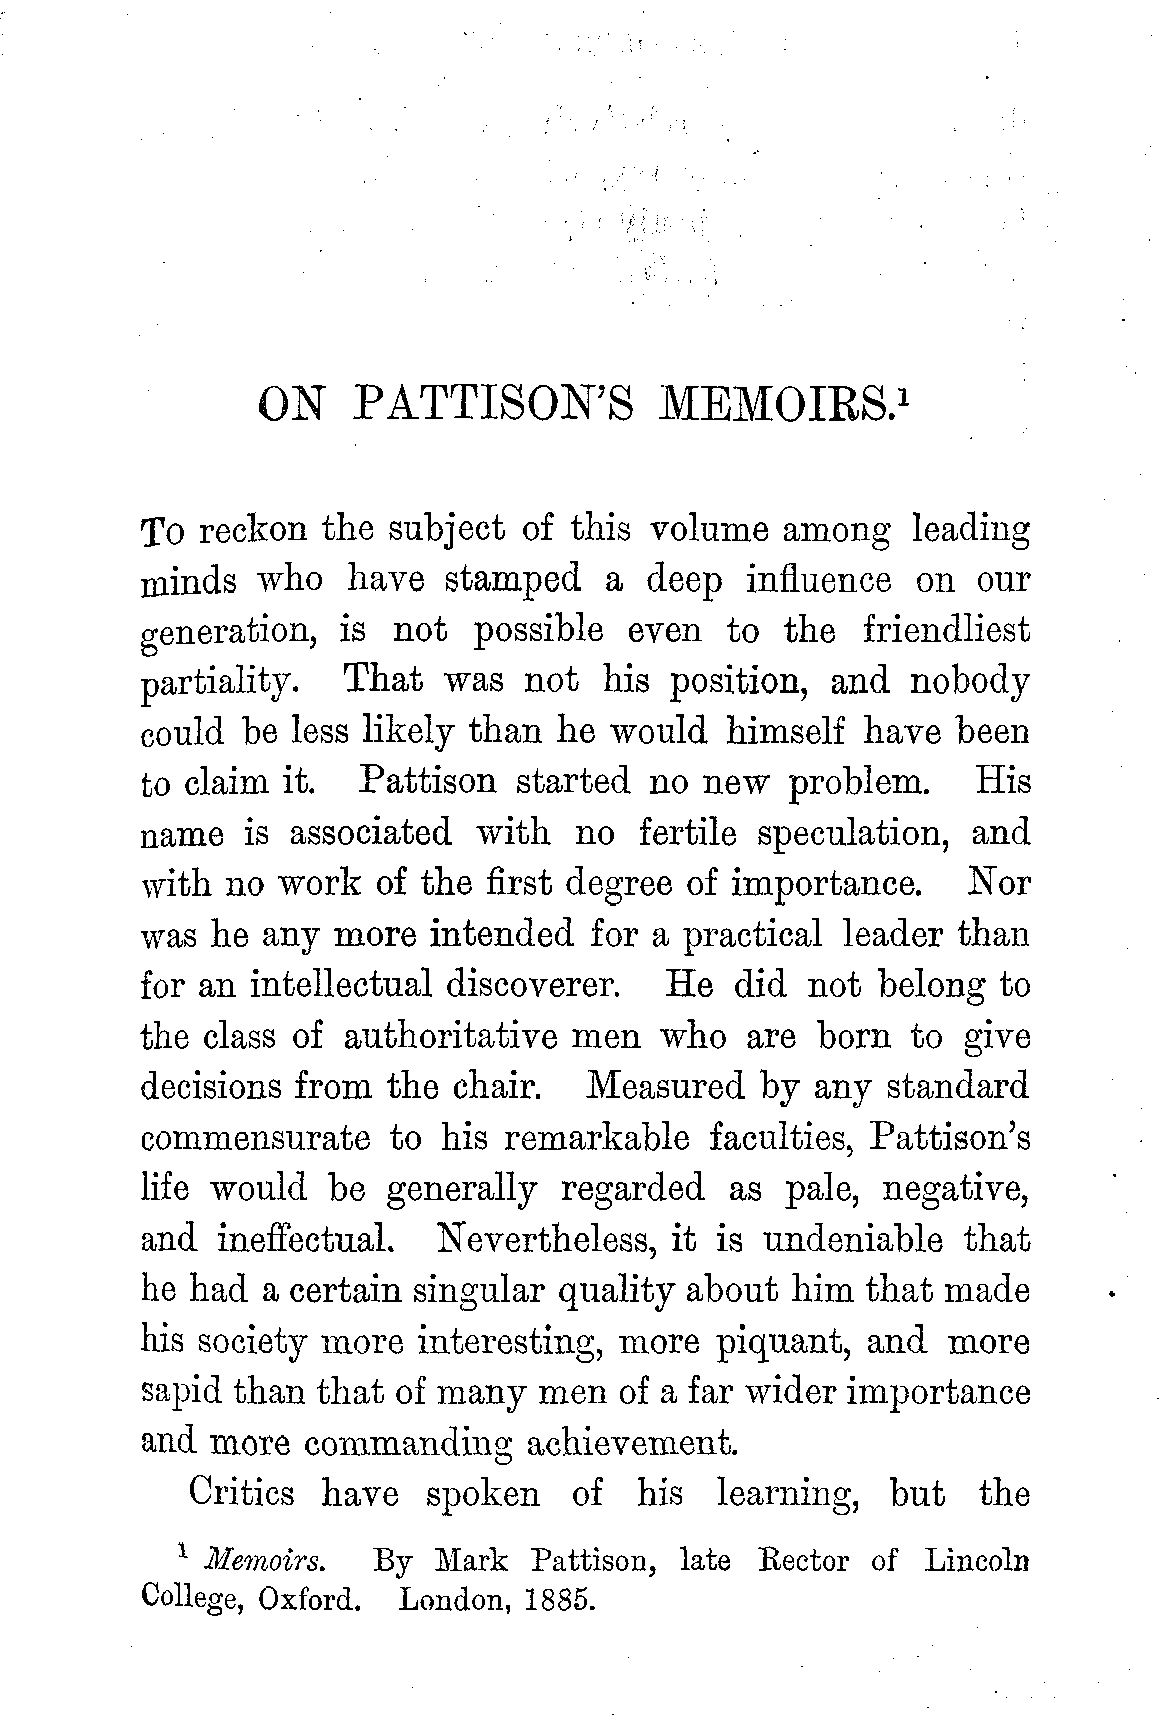 ON PATTISON'S MEMOIRS.¹
To reckon the subject of this volume among leading
minds who have stamped a deep influence on our
generation, is not possible even to the friendliest
partiality. That was not his position, and nobody
could be less likely than he would himself have been
to claim it. Pattison started no new problem. His
name is associated with no fertile speculation, and
with no work of the first degree of importance. Nor
was he any more intended for a practical leader than
for an intellectual discoverer. He did not belong to
the class of authoritative men who are born to give
decisions from the chair. Measured by any standard
commensurate to his remarkable faculties, Pattison's
life would be generally regarded as pale, negative,
and ineffectual. Nevertheless, it is undeniable that
he had a certain singular quality about him that made
his society more interesting, more piquant, and more
sapid than that of many men of a far wider importance
and more commanding achievement.
Critics have spoken of his learning, but the
¹ Memoirs. By Mark Pattison, late Rector of Lincoln
College, Oxford. London, 1885.